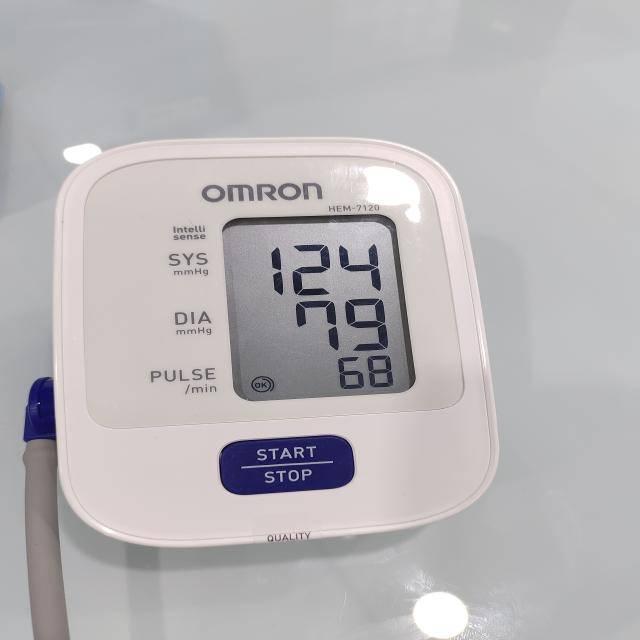 OMRON
HEM-7120
Intelli
sense
SYS
mmHg
124
DIA
mmHg
79
PULSE
/min
OK
68
START
STOP
QUALITY